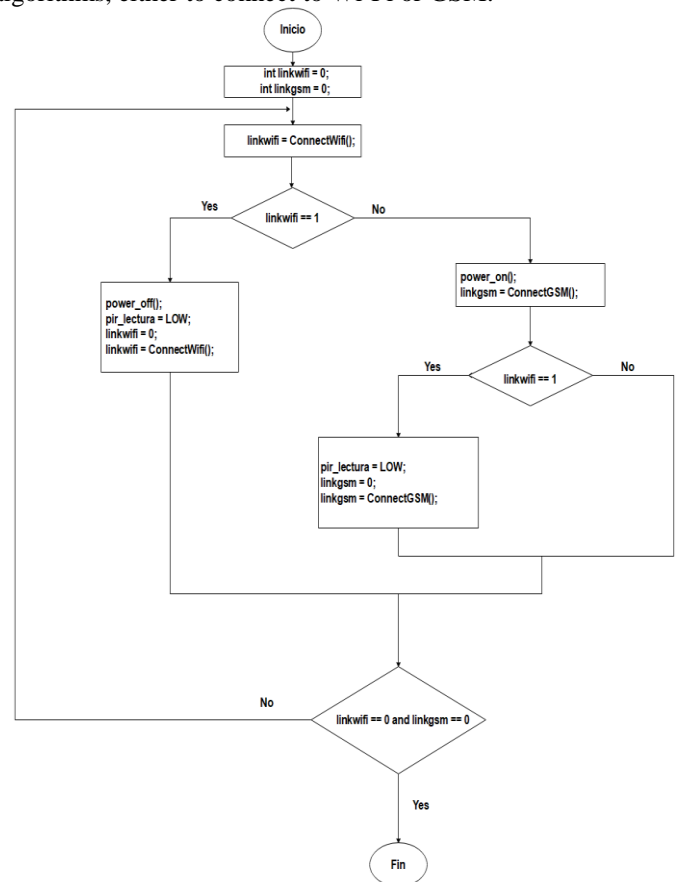 algorithms, either to connect to Wi-Fi or GSM.
Inicio
int linkwifi = 0;
int linkgsm = 0;
linkwifi = ConnectWifi();
linkwifi == 1
Yes
No
power_off();
pir_lectura = LOW;
linkwifi = 0;
linkwifi = ConnectWifi();
power_on();
linkgsm = ConnectGSM();
linkwifi == 1
Yes
No
pir_lectura = LOW;
linkgsm = 0;
linkgsm = ConnectGSM();
linkwifi == 0 and linkgsm == 0
No
Yes
Fin